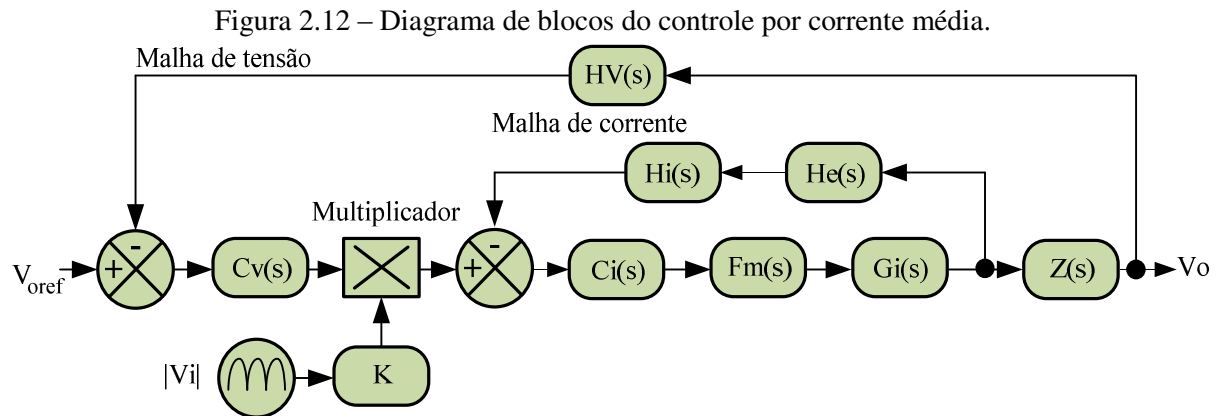 Figura 2.12 – Diagrama de blocos do controle por corrente média.
Malha de tensão
HV(s)
Malha de corrente
Hi(s)
He(s)
Multiplicador
-
-
V_oref
+
Cv(s)
+
Ci(s)
Fm(s)
Gi(s)
Z(s)
Vo
|Vi|
K